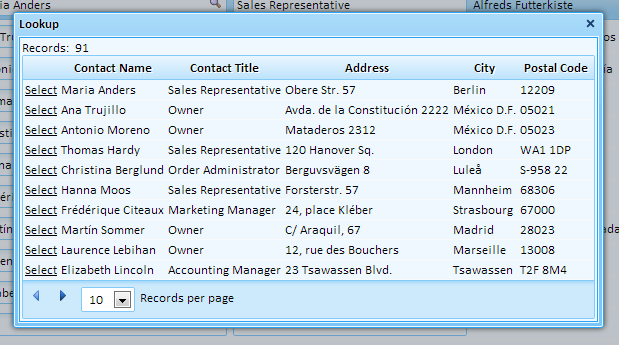 ia Anders Sales Representative Alfreds Futterkiste
Lookup
Records: 91
Contact Name Contact Title Address City Postal Code
Select Maria Anders Sales Representative Obere Str. 57 Berlin 12209
Select Ana Trujillo Owner Avda. de la Constitución 2222 México D.F. 05021
Select Antonio Moreno Owner Mataderos 2312 México D.F. 05023
Select Thomas Hardy Sales Representative 120 Hanover Sq. London WA1 1DP
Select Christina Berglund Order Administrator Berguvsvägen 8 Luleå S-958 22
Select Hanna Moos Sales Representative Forsterstr. 57 Mannheim 68306
Select Frédérique Citeaux Marketing Manager 24, place Kléber Strasbourg 67000
Select Martín Sommer Owner C/ Araquil, 67 Madrid 28023
Select Laurence Lebihan Owner 12, rue des Bouchers Marseille 13008
Select Elizabeth Lincoln Accounting Manager 23 Tsawassen Blvd. Tsawassen T2F 8M4
10 Records per page